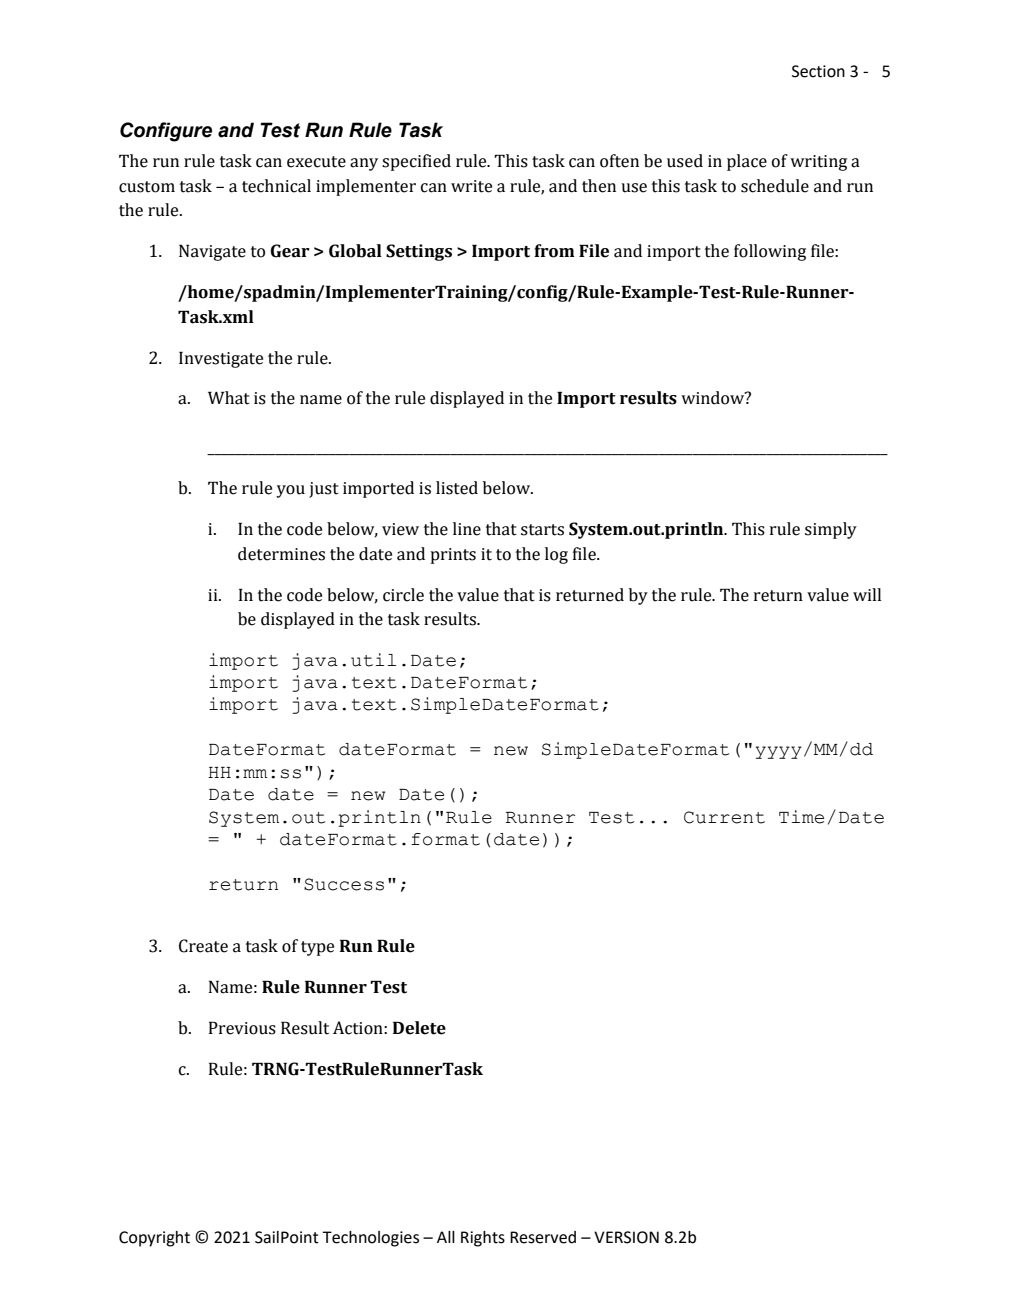 Section 3 -   5
Configure and Test Run Rule Task
The run rule task can execute any specified rule. This task can often be used in place of writing a
custom task – a technical implementer can write a rule, and then use this task to schedule and run
the rule.
1. Navigate to Gear > Global Settings > Import from File and import the following file:
/home/spadmin/ImplementerTraining/config/Rule-Example-Test-Rule-Runner-
Task.xml
2. Investigate the rule.
a. What is the name of the rule displayed in the Import results window?
b. The rule you just imported is listed below.
i. In the code below, view the line that starts System.out.println. This rule simply
determines the date and prints it to the log file.
ii. In the code below, circle the value that is returned by the rule. The return value will
be displayed in the task results.
import java.util.Date;
import java.text.DateFormat;
import java.text.SimpleDateFormat;
DateFormat dateFormat = new SimpleDateFormat("yyyy/MM/dd
HH:mm:ss");
Date date = new Date();
System.out.println("Rule Runner Test... Current Time/Date
= " + dateFormat.format(date));
return "Success";
3. Create a task of type Run Rule
a. Name: Rule Runner Test
b. Previous Result Action: Delete
c. Rule: TRNG-TestRuleRunnerTask
Copyright © 2021 SailPoint Technologies – All Rights Reserved – VERSION 8.2b